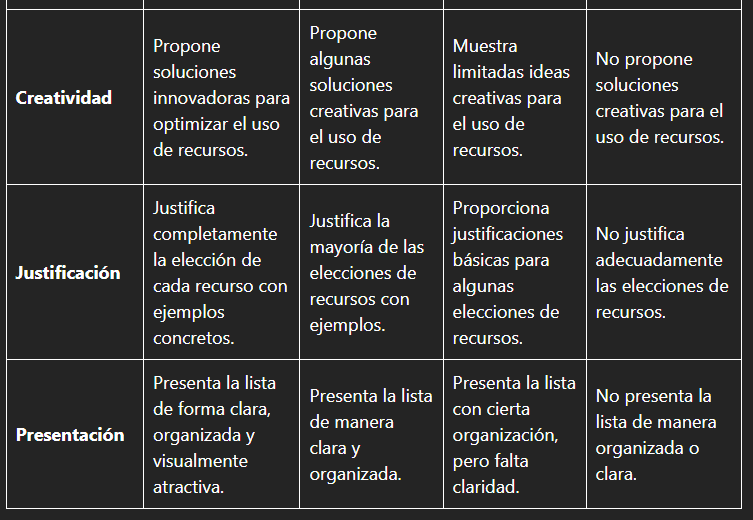 Creatividad
Propone
soluciones
innovadoras para
optimizar el uso
de recursos.
Propone
algunas
soluciones
creativas para
el uso de
recursos.
Muestra
limitadas ideas
creativas para
el uso de
recursos.
No propone
soluciones
creativas para el
uso de recursos.
Justificación
Justifica
completamente
la elección de
cada recurso con
ejemplos
concretos.
Justifica la
mayoría de las
elecciones de
recursos con
ejemplos.
Proporciona
justificaciones
básicas para
algunas
elecciones de
recursos.
No justifica
adecuadamente
las elecciones de
recursos.
Presentación
Presenta la lista
de forma clara,
organizada y
visualmente
atractiva.
Presenta la lista
de manera
clara y
organizada.
Presenta la lista
con cierta
organización,
pero falta
claridad.
No presenta la
lista de manera
organizada o
clara.